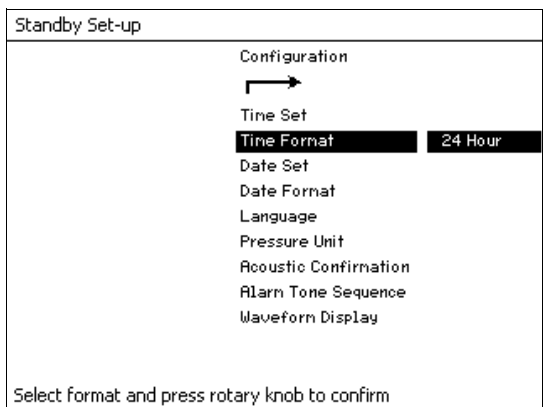 Standby Set-up
Configuration
Time Set
Time Format 24 Hour
Date Set
Date Format
Language
Pressure Unit
Acoustic Confirmation
Alarm Tone Sequence
Waveform Display
Select format and press rotary knob to confirm